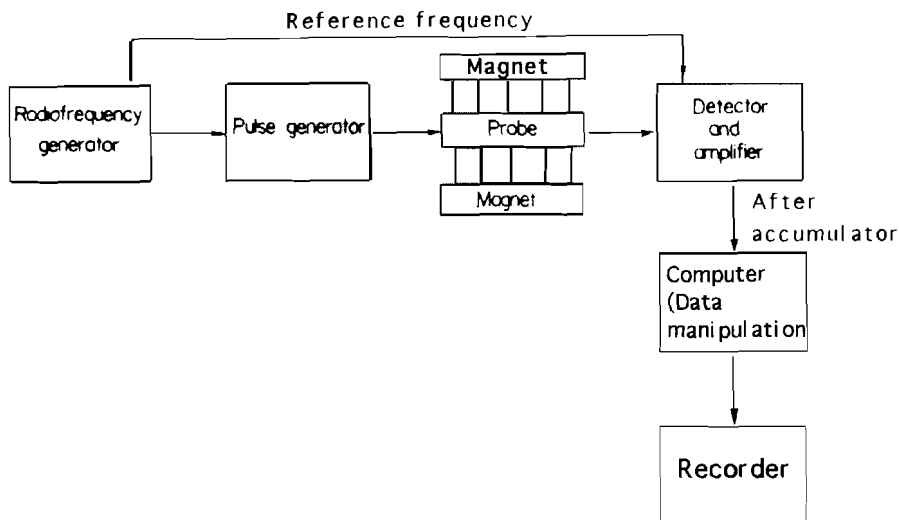 Reference frequency
Radiofrequency
generator
Pulse generator
Magnet
Probe
Magnet
Detector
and
amplifier
After
accumulator
Computer
(Data
manipulation
Recorder